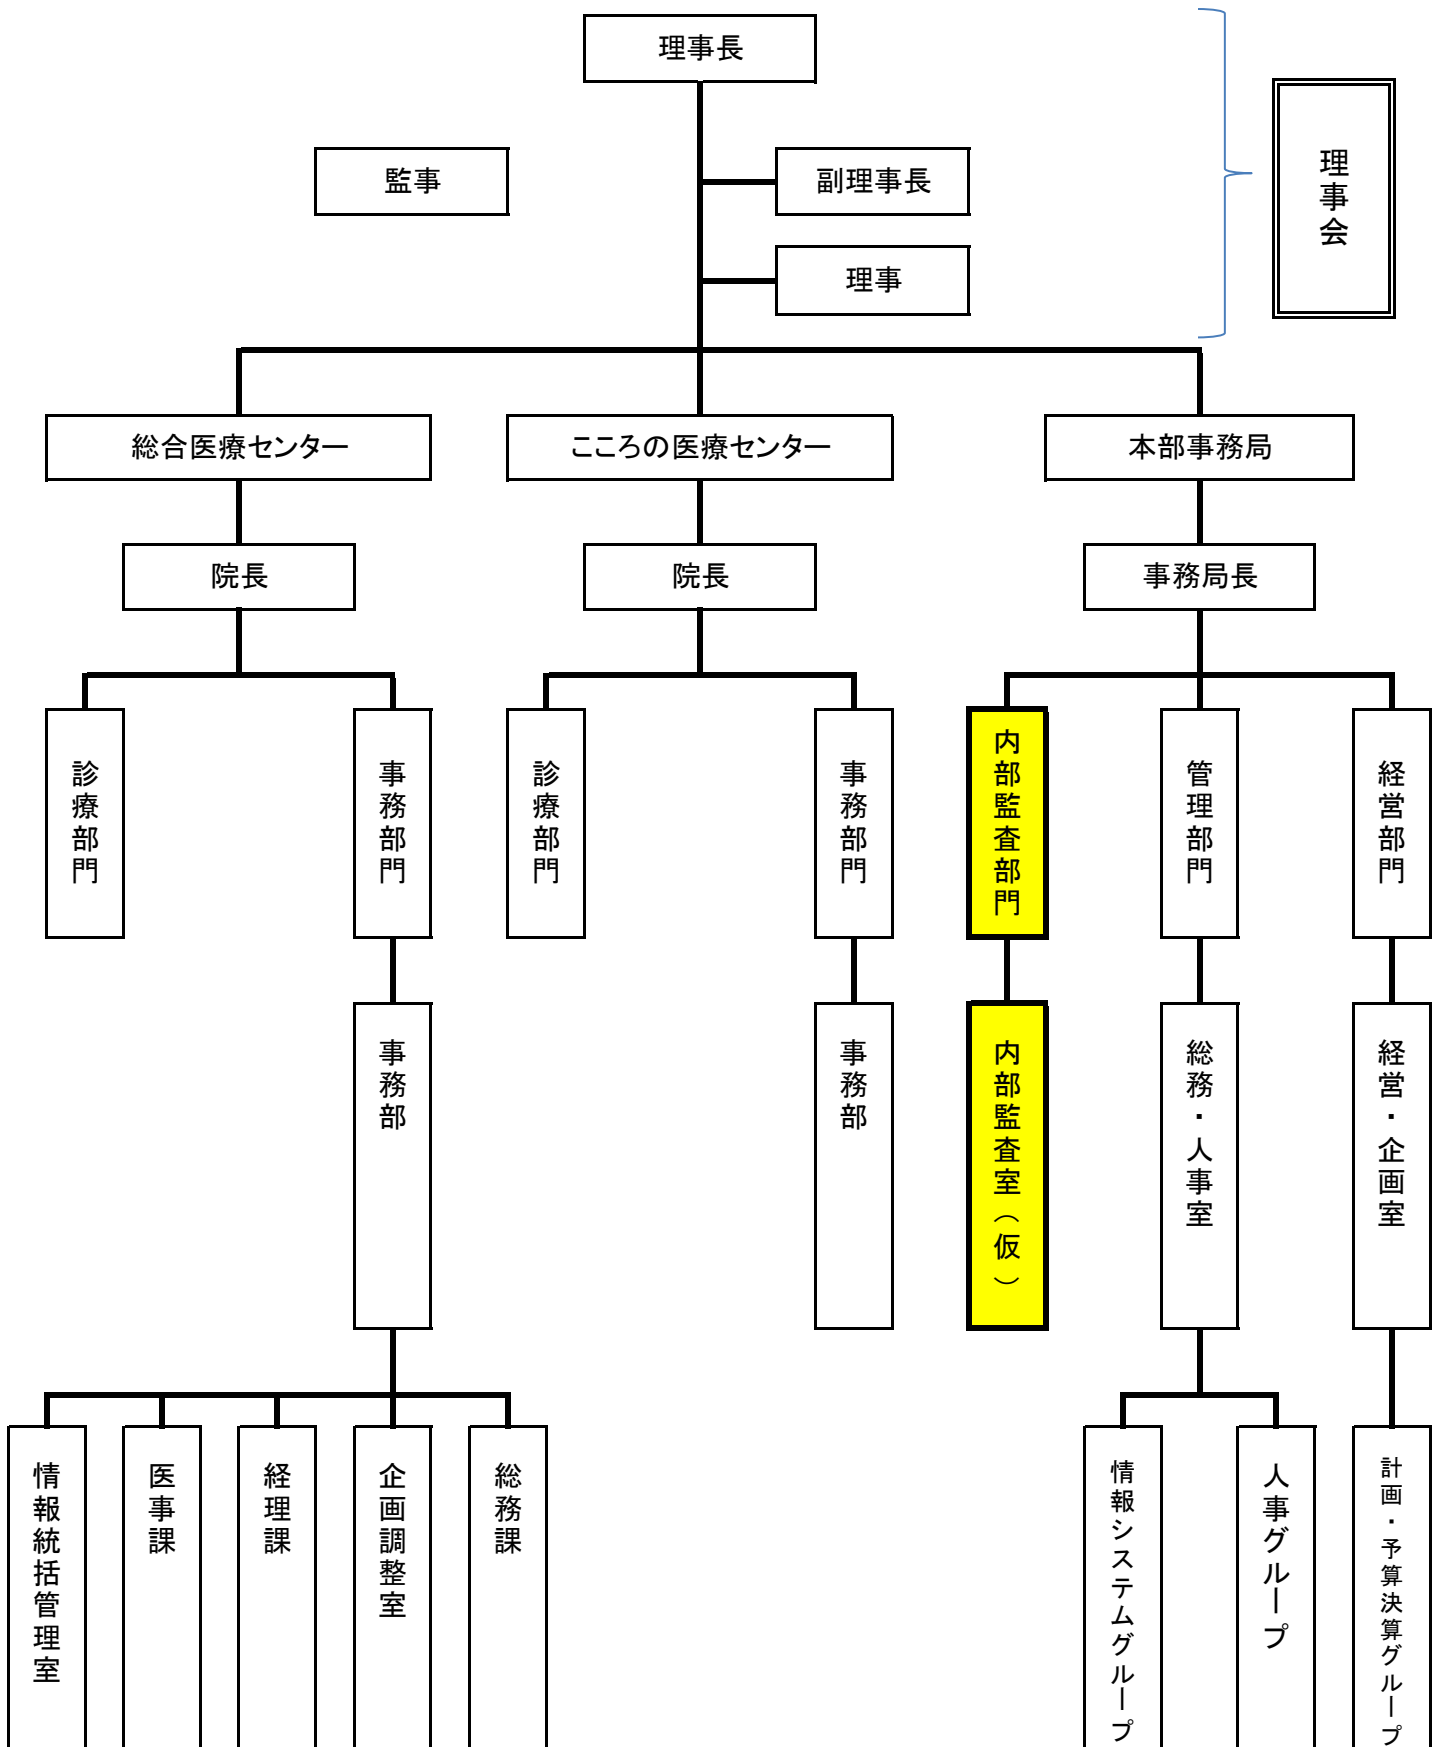 理事長
監事
副理事長
理事会
理事
総合医療センター
こころの医療センター
本部事務局
院長
院長
事務局長
診療部門
事務部門
診療部門
事務部門
内部監査部門
管理部門
経営部門
事務部
事務部
内部監査室（仮）
総務・人事室
経営・企画室
情報統括管理室
医事課
経理課
企画調整室
総務課
情報システムグループ
人事グループ
計画・予算決算グループ